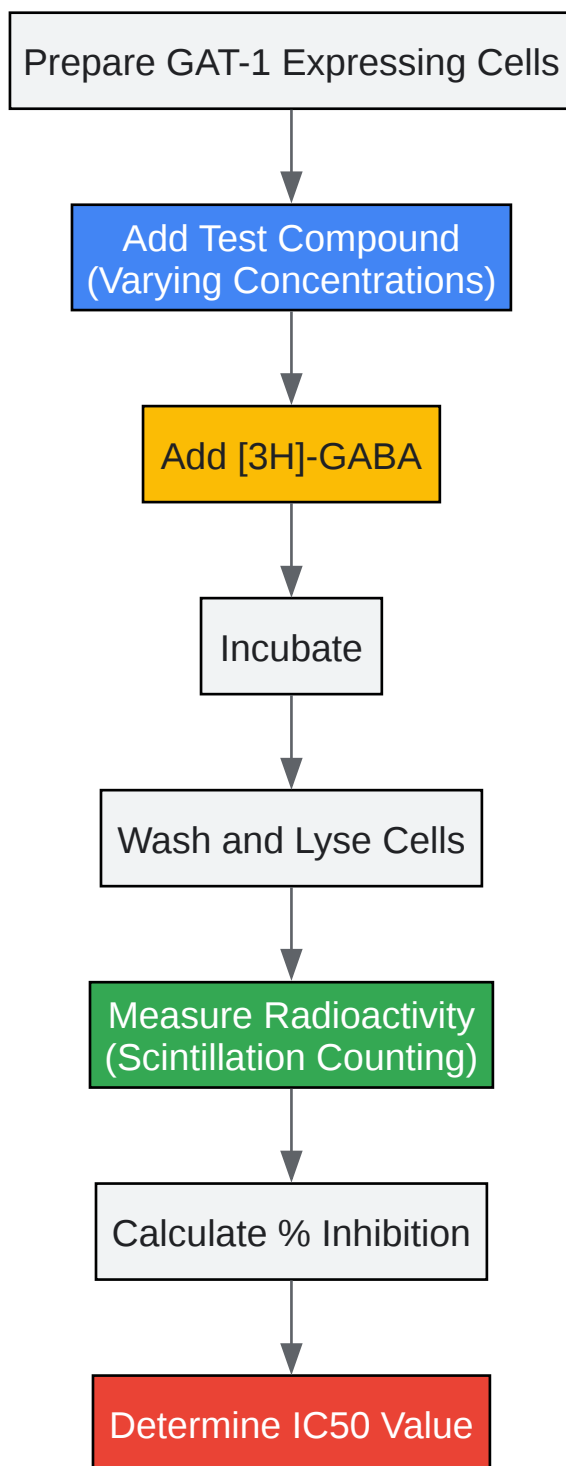 Prepare GAT-1 Expressing Cells
Add Test Compound
(Varying Concentrations)
Add [3H]-GABA
Incubate
Wash and Lyse Cells
Measure Radioactivity
(Scintillation Counting)
Calculate % Inhibition
Determine IC50 Value